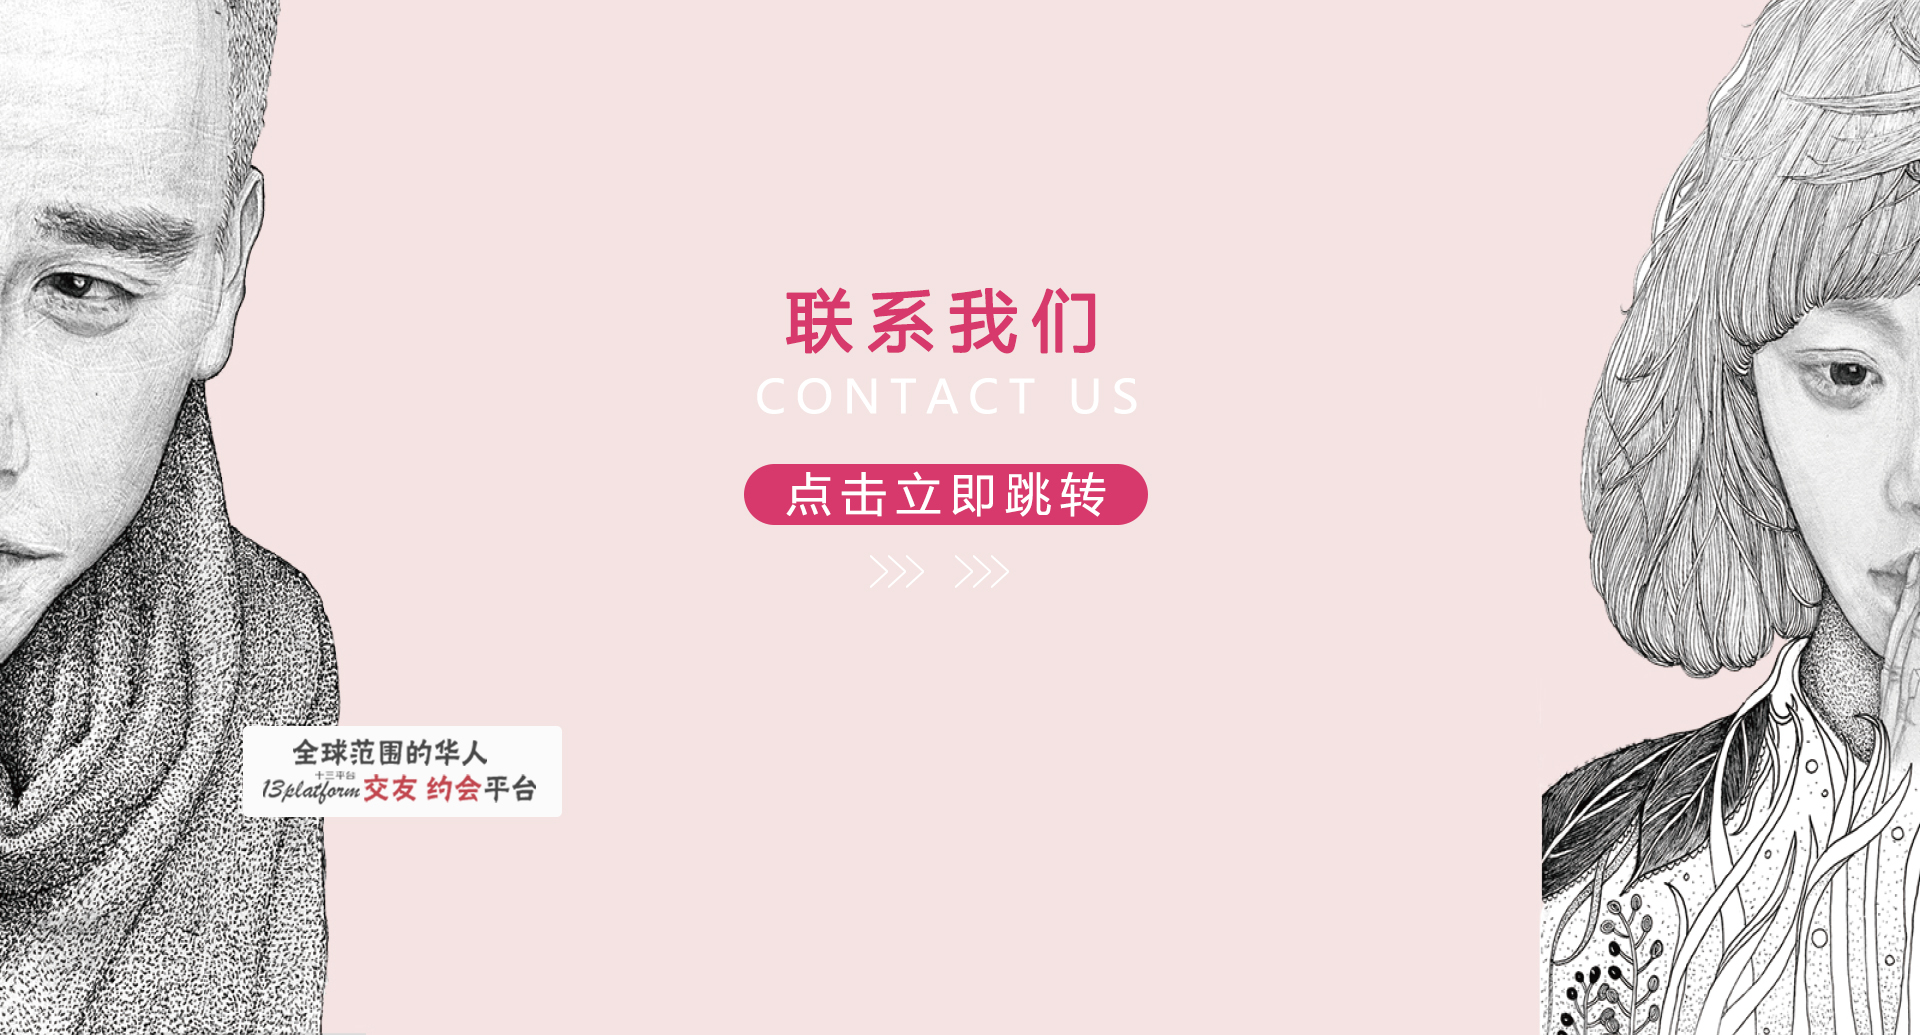 联系我们
CONTACT US
点击立即跳转
全球范围的华人
十三平台
13platform 交友 约会平台